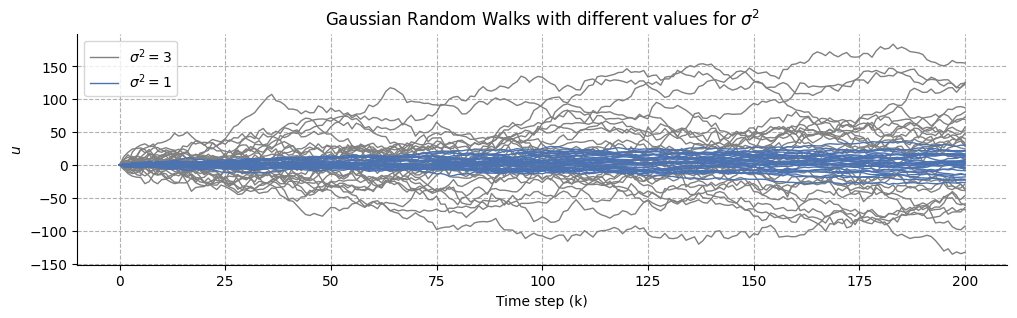 Gaussian Random Walks with different values for σ²
σ² = 3
σ² = 1
u
150
100
50
0
−50
−100
−150
0 25 50 75 100 125 150 175 200
Time step (k)